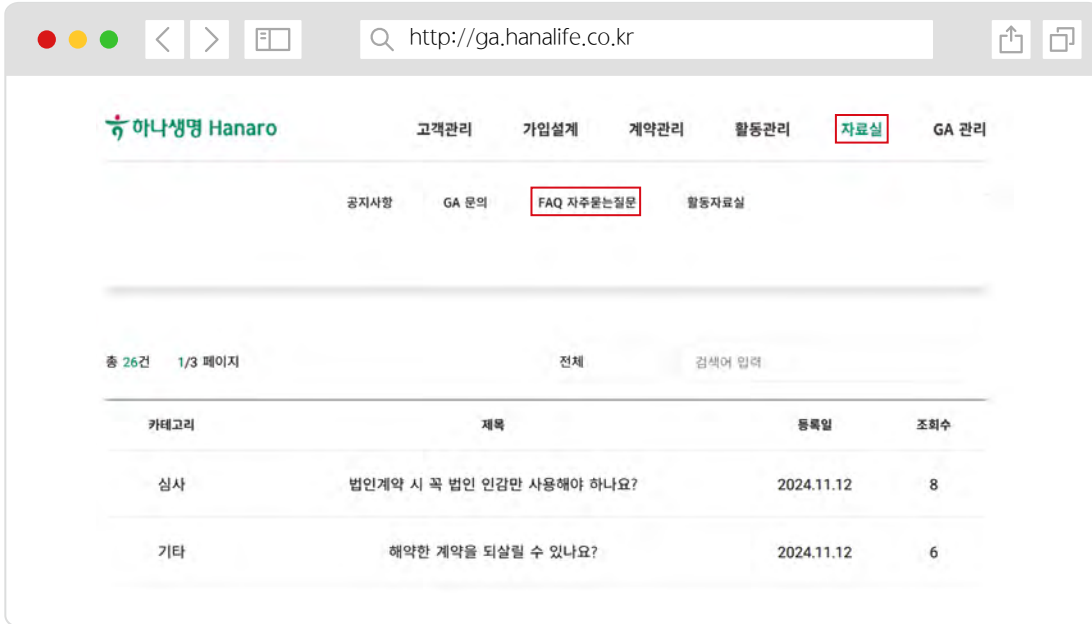 http://ga.hanalife.co.kr
하나생명 Hanaro 고객관리 가입설계 계약관리 활동관리 자료실 GA 관리
공지사항 GA 문의 FAQ 자주묻는질문 활동자료실
총 26건 1/3 페이지 전체 검색어 입력
카테고리 제목 등록일 조회수
심사 법인계약 시 꼭 법인 인감만 사용해야 하나요? 2024.11.12 8
기타 해약한 계약을 되살릴 수 있나요? 2024.11.12 6